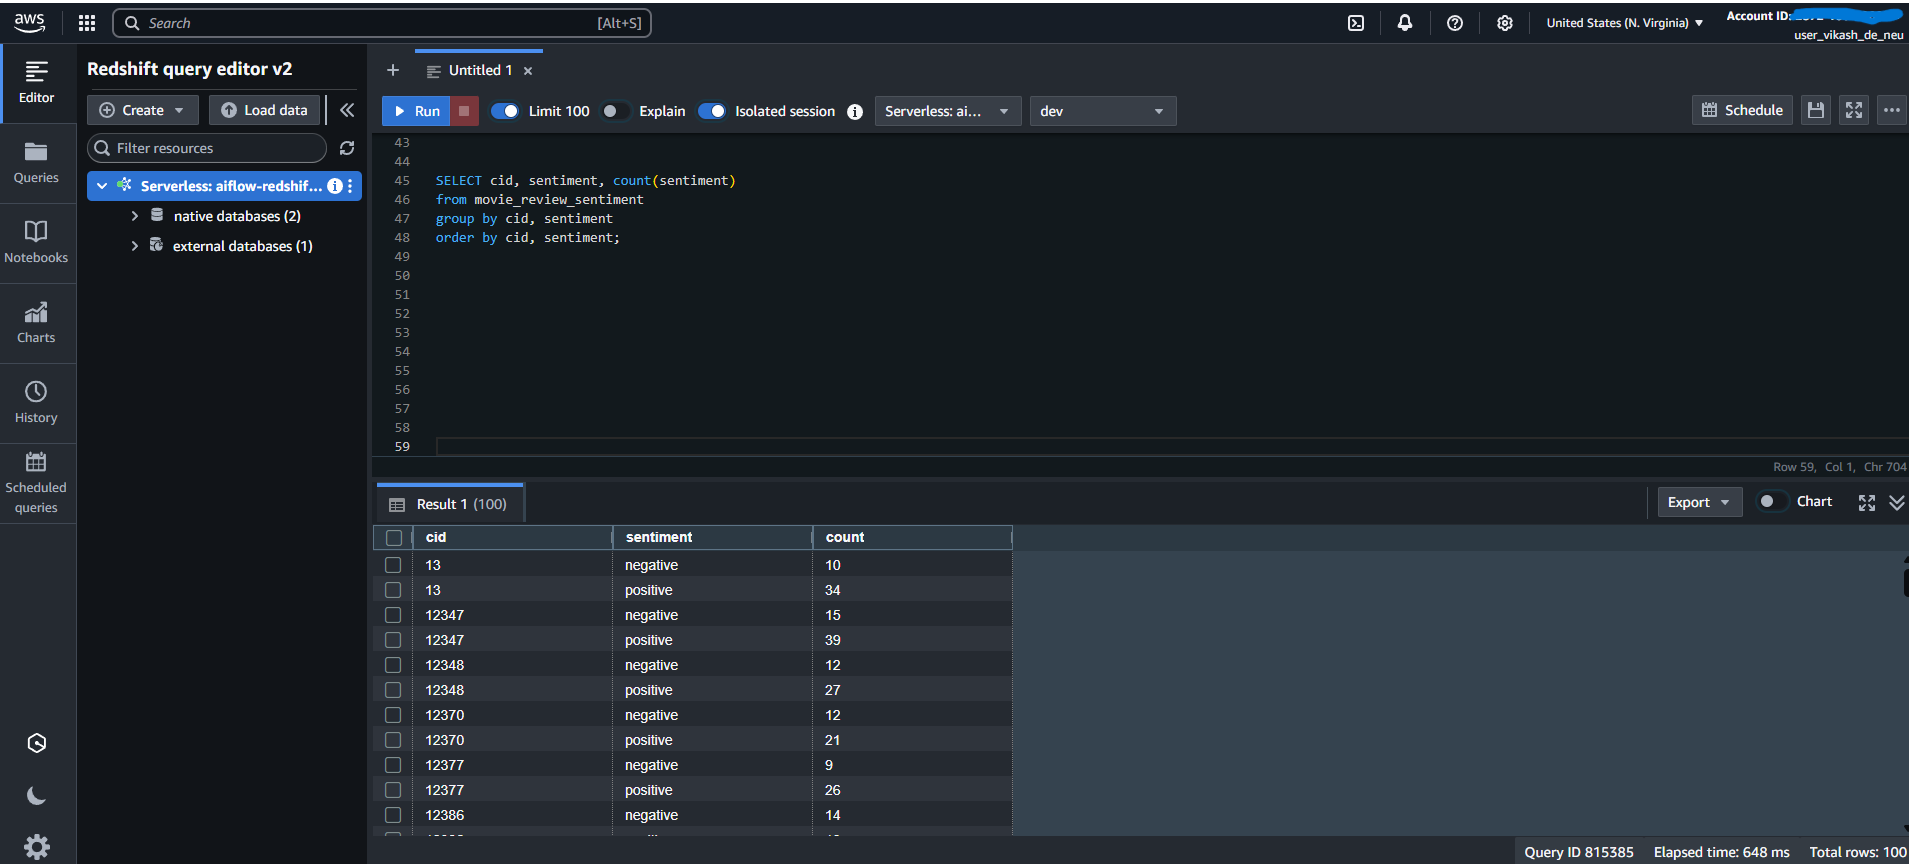 aws
Search [Alt+S]
United States (N. Virginia)
Account ID:
user_vikash_de_neu
Editor
Queries
Notebooks
Charts
History
Scheduled queries
Redshift query editor v2
Create
Load data
Filter resources
Serverless: aiflow-redshif...
native databases (2)
external databases (1)
Untitled 1
Run
Limit 100
Explain
Isolated session
Serverless: ai...
dev
Schedule
43
44
45 SELECT cid, sentiment, count(sentiment)
46 from movie_review_sentiment
47 group by cid, sentiment
48 order by cid, sentiment;
49
50
51
52
53
54
55
56
57
58
59
Row 59, Col 1, Chr 704
Result 1 (100)
Export
Chart
cid sentiment count
13 negative 10
13 positive 34
12347 negative 15
12347 positive 39
12348 negative 12
12348 positive 27
12370 negative 12
12370 positive 21
12377 negative 9
12377 positive 26
12386 negative 14
Query ID 815385 Elapsed time: 648 ms Total rows: 100